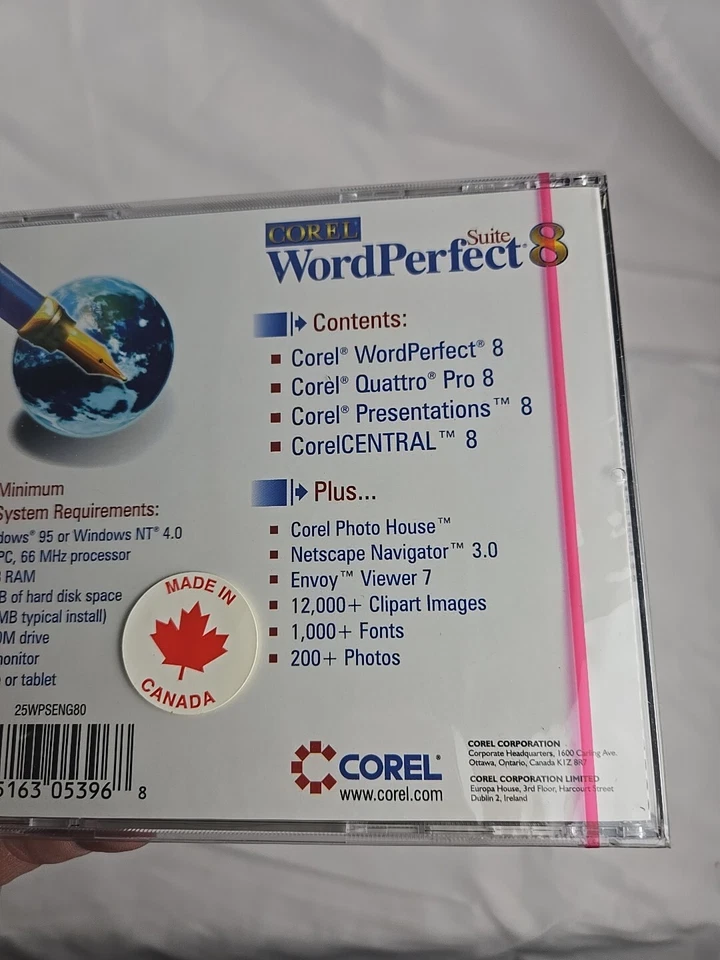 COREL
WordPerfect® Suite 8
Contents:
Corel® WordPerfect® 8
Corel® Quattro® Pro 8
Corel® Presentations™ 8
CorelCENTRAL™ 8
Plus...
Corel Photo House™
Netscape Navigator™ 3.0
Envoy™ Viewer 7
12,000+ Clipart Images
1,000+ Fonts
200+ Photos
Minimum
System Requirements:
95 or Windows NT® 4.0
PC, 66 MHz processor
RAM
of hard disk space
typical install)
drive
or tablet
MADE IN
CANADA
25WPSENG80
5163 05396 8
COREL®
www.corel.com
COREL CORPORATION
Corporate Headquarters, 1600 Carling Ave.
Ottawa, Ontario, Canada K1Z 8R7
COREL CORPORATION LIMITED
Europa House, 3rd Floor, Harcourt Street
Dublin 2, Ireland